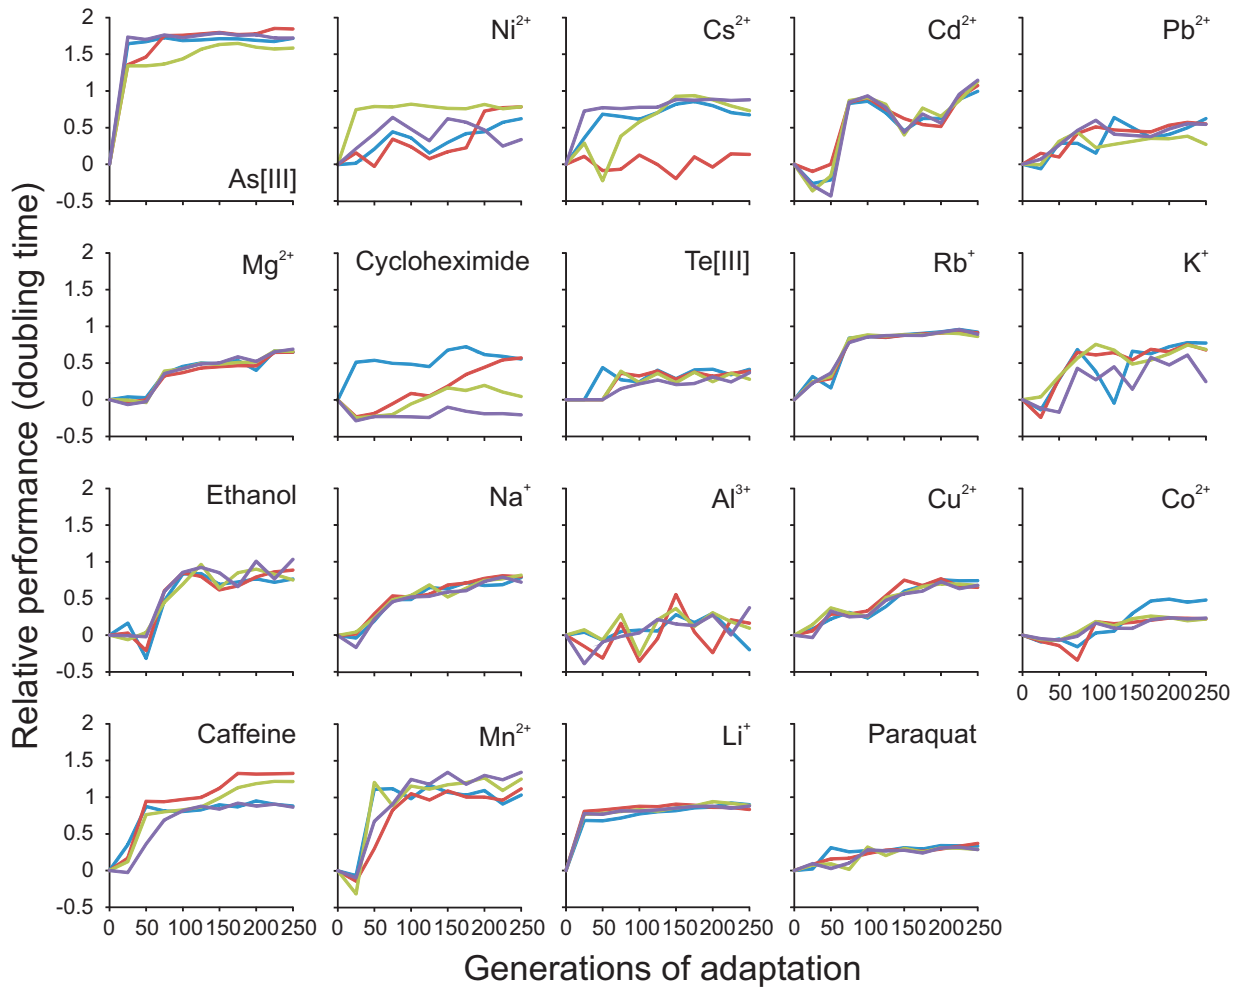 Relative performance (doubling time)
2
1.5
1
0.5
0
-0.5
As[III]
Ni2+
Cs2+
Cd2+
Pb2+
2
1.5
1
0.5
0
-0.5
Mg2+
Cycloheximide
Te[III]
Rb+
K+
2
1.5
1
0.5
0
-0.5
Ethanol
Na+
Al3+
Cu2+
Co2+
0 50 100 150 200 250
2
1.5
1
0.5
0
-0.5
Caffeine
Mn2+
Li+
Paraquat
0 50 100 150 200 250
0 50 100 150 200 250
0 50 100 150 200 250
0 50 100 150 200 250
Generations of adaptation